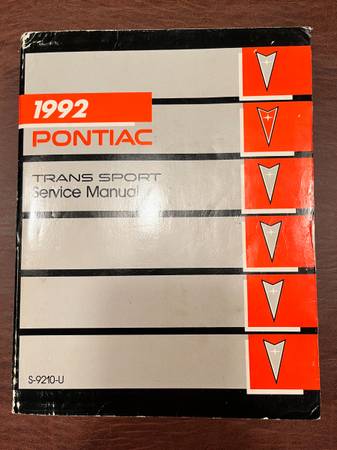 1992
PONTIAC
TRANS SPORT
Service Manual
S-9210-U